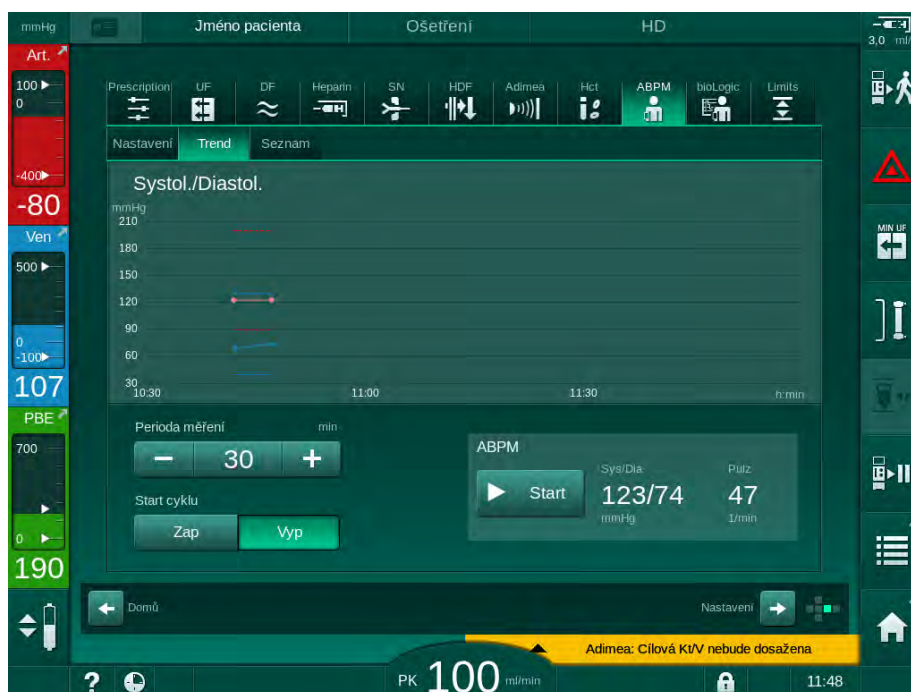 mmHg
Jméno pacienta
Ošetření
HD
3,0 ml/
Art.
100
0
-400
-80
Ven
500
0
-100
107
PBE
700
0
190
Prescription UF DF Heparin SN HDF Adimea Hct ABPM bioLogic Limits
Nastavení Trend Seznam
Systol./Diastol.
mmHg
210
180
150
120
90
60
30
10:30 11:00 11:30 h:min
Perioda měření min
30
Start cyklu
Zap Vyp
ABPM
Start
Sys/Dia Pulz
123/74 47
mmHg 1/min
MIN UF
Domů
Nastavení
Adimea: Cílová Kt/V nebude dosažena
? PK 100 ml/min
11:48